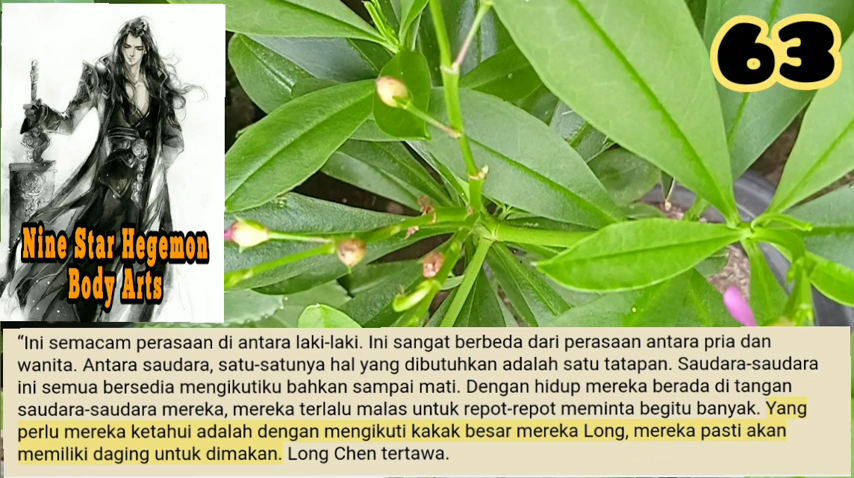 63
Nine Star Hegemon
Body Arts
“Ini semacam perasaan di antara laki-laki. Ini sangat berbeda dari perasaan antara pria dan
wanita. Antara saudara, satu-satunya hal yang dibutuhkan adalah satu tatapan. Saudara-saudara
ini semua bersedia mengikutiku bahkan sampai mati. Dengan hidup mereka berada di tangan
saudara-saudara mereka, mereka terlalu malas untuk repot-repot meminta begitu banyak. Yang
perlu mereka ketahui adalah dengan mengikuti kakak besar mereka Long, mereka pasti akan
memiliki daging untuk dimakan. Long Chen tertawa.